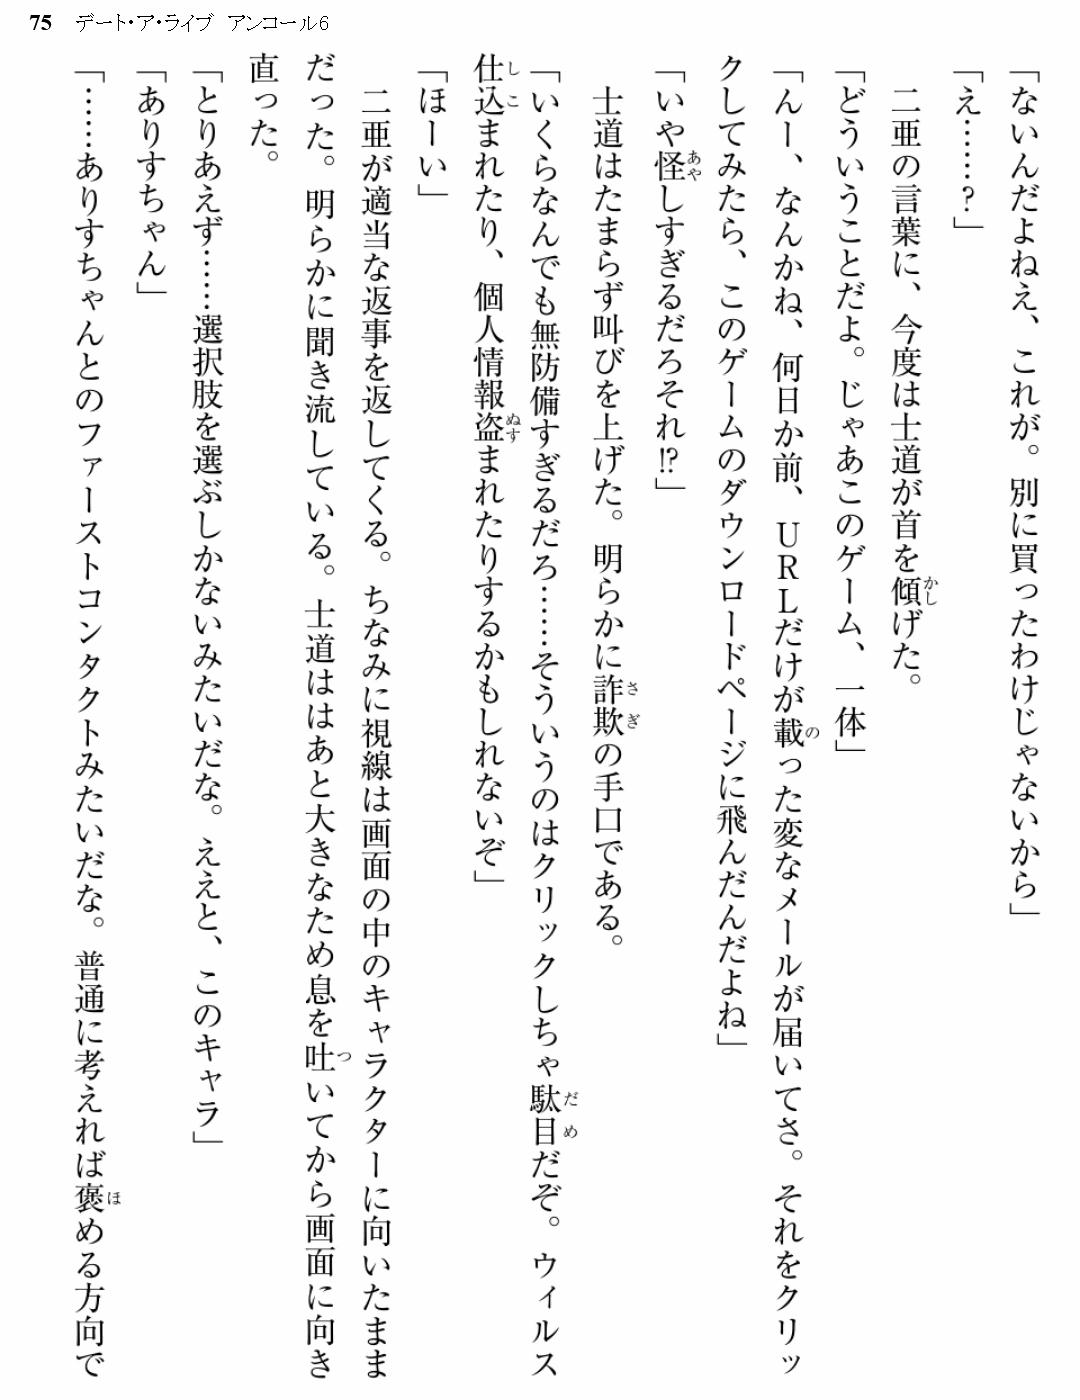 75 デート・ア・ライブ アンコール6
「ないんだよねえ、これが。別に買ったわけじゃないから」
「え……?」
二亜の言葉に、今度は士道が首を傾げた。
「どういうことだよ。じゃあこのゲーム、一体」
「んー、なんかね、何日か前、URLだけが載った変なメールが届いてさ。それをクリッ
クしてみたら、このゲームのダウンロードページに飛んだんだよね」
「いや怪しすぎるだろそれ!?」
士道はたまらず叫びを上げた。明らかに詐欺の手口である。
「いくらなんでも無防備すぎるだろ……そういうのはクリックしちゃ駄目だぞ。ウィルス
仕込まれたり、個人情報盗まれたりするかもしれないぞ」
「ほーい」
二亜が適当な返事を返してくる。ちなみに視線は画面の中のキャラクターに向いたまま
だった。明らかに聞き流している。士道ははあと大きなため息を吐いてから画面に向き
直った。
「とりあえず……選択肢を選ぶしかないみたいだな。ええと、このキャラ」
「ありすちゃん」
「……ありすちゃんとのファーストコンタクトみたいだな。普通に考えれば褒める方向で